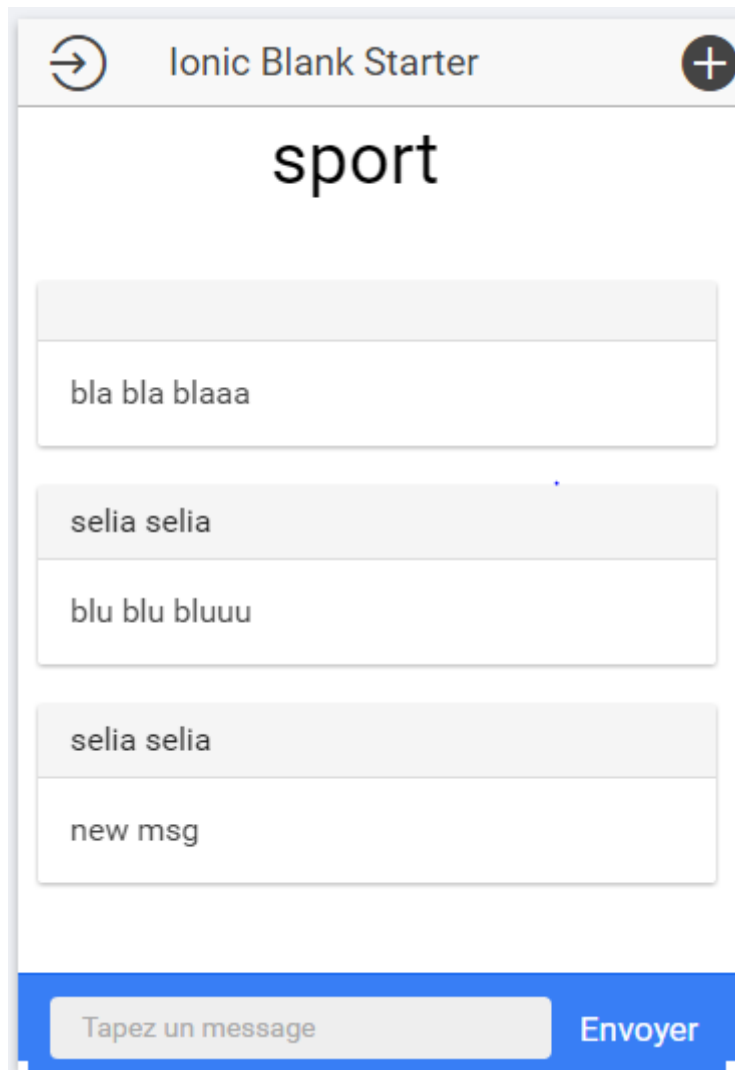 Ionic Blank Starter
sport
bla bla blaaa
selia selia
blu blu bluuu
selia selia
new msg
Tapez un message Envoyer